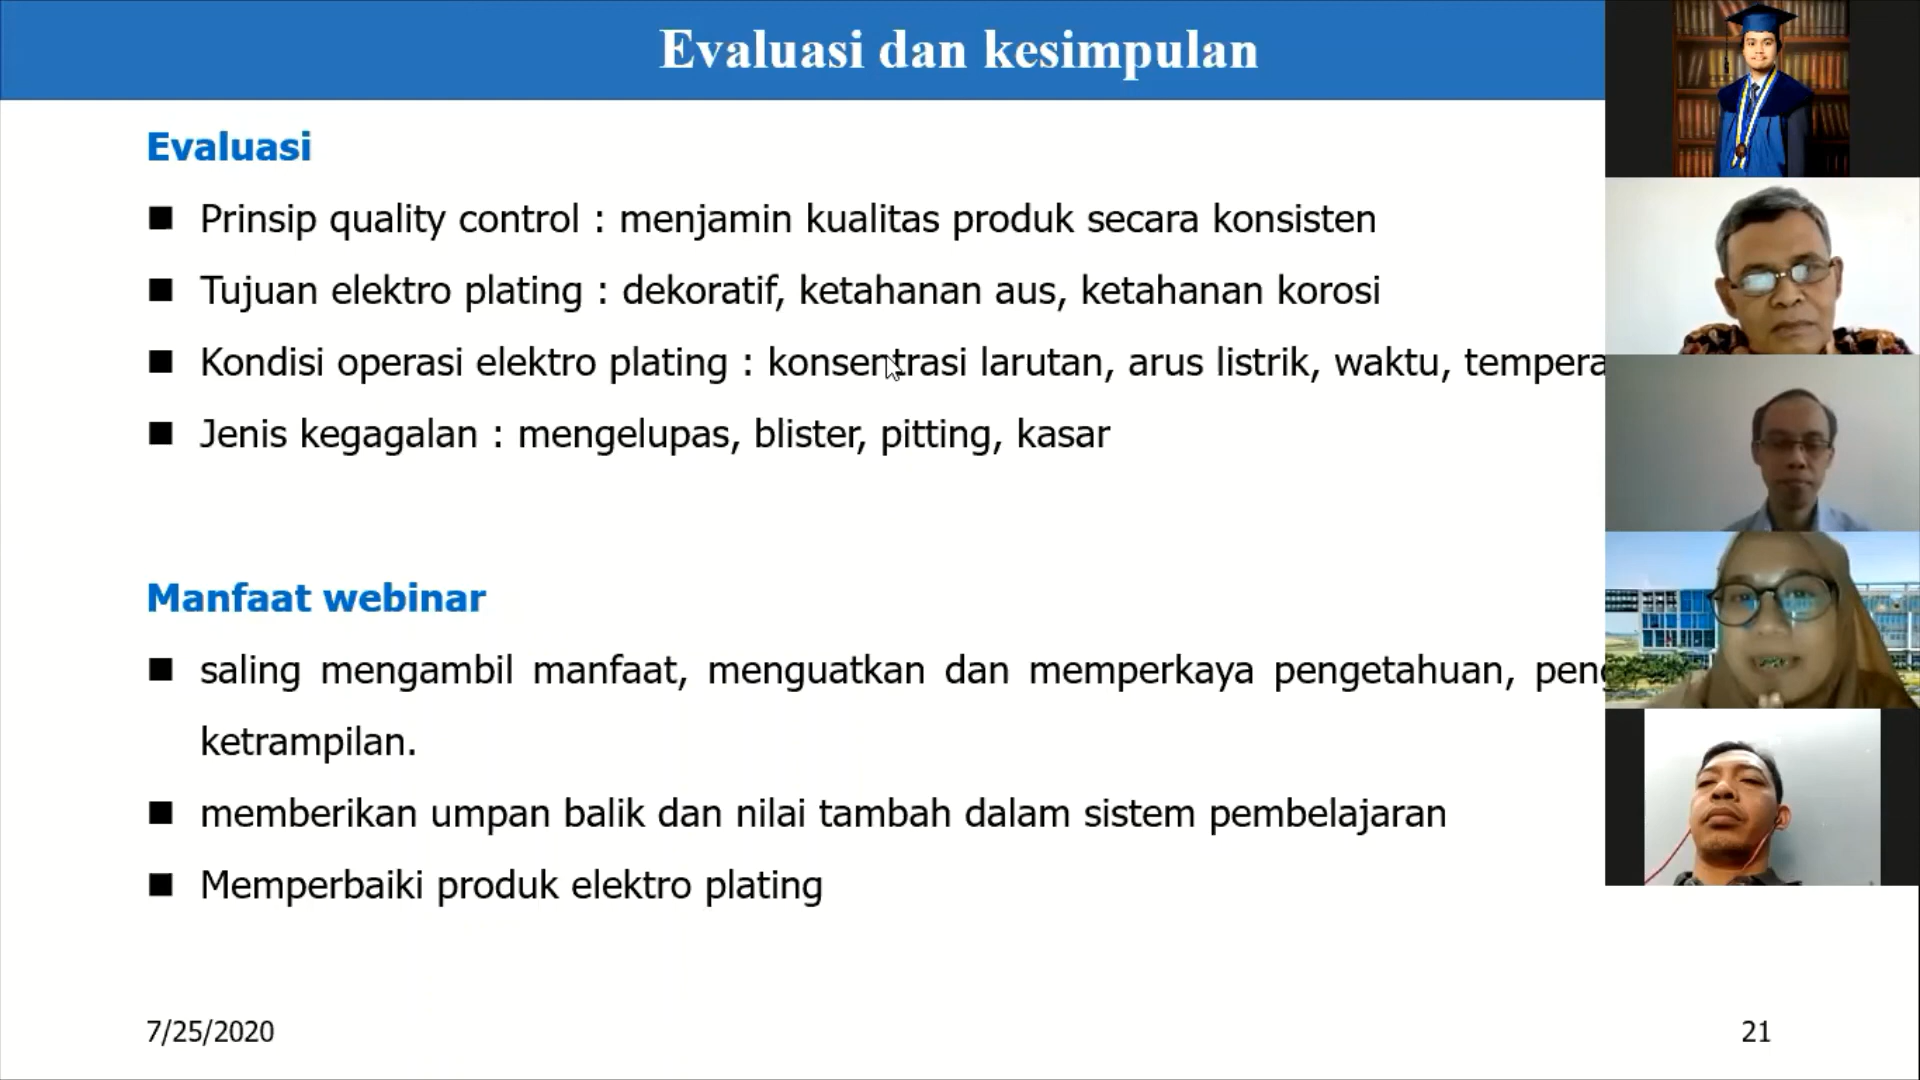 Evaluasi dan kesimpulan
Evaluasi
Prinsip quality control : menjamin kualitas produk secara konsisten
Tujuan elektro plating : dekoratif, ketahanan aus, ketahanan korosi
Kondisi operasi elektro plating : konsentrasi larutan, arus listrik, waktu,
Jenis kegagalan : mengelupas, blister, pitting, kasar
Manfaat webinar
saling mengambil manfaat, menguatkan dan memperkaya pengetahuan,
ketrampilan.
memberikan umpan balik dan nilai tambah dalam sistem pembelajaran
Memperbaiki produk elektro plating
7/25/2020
21